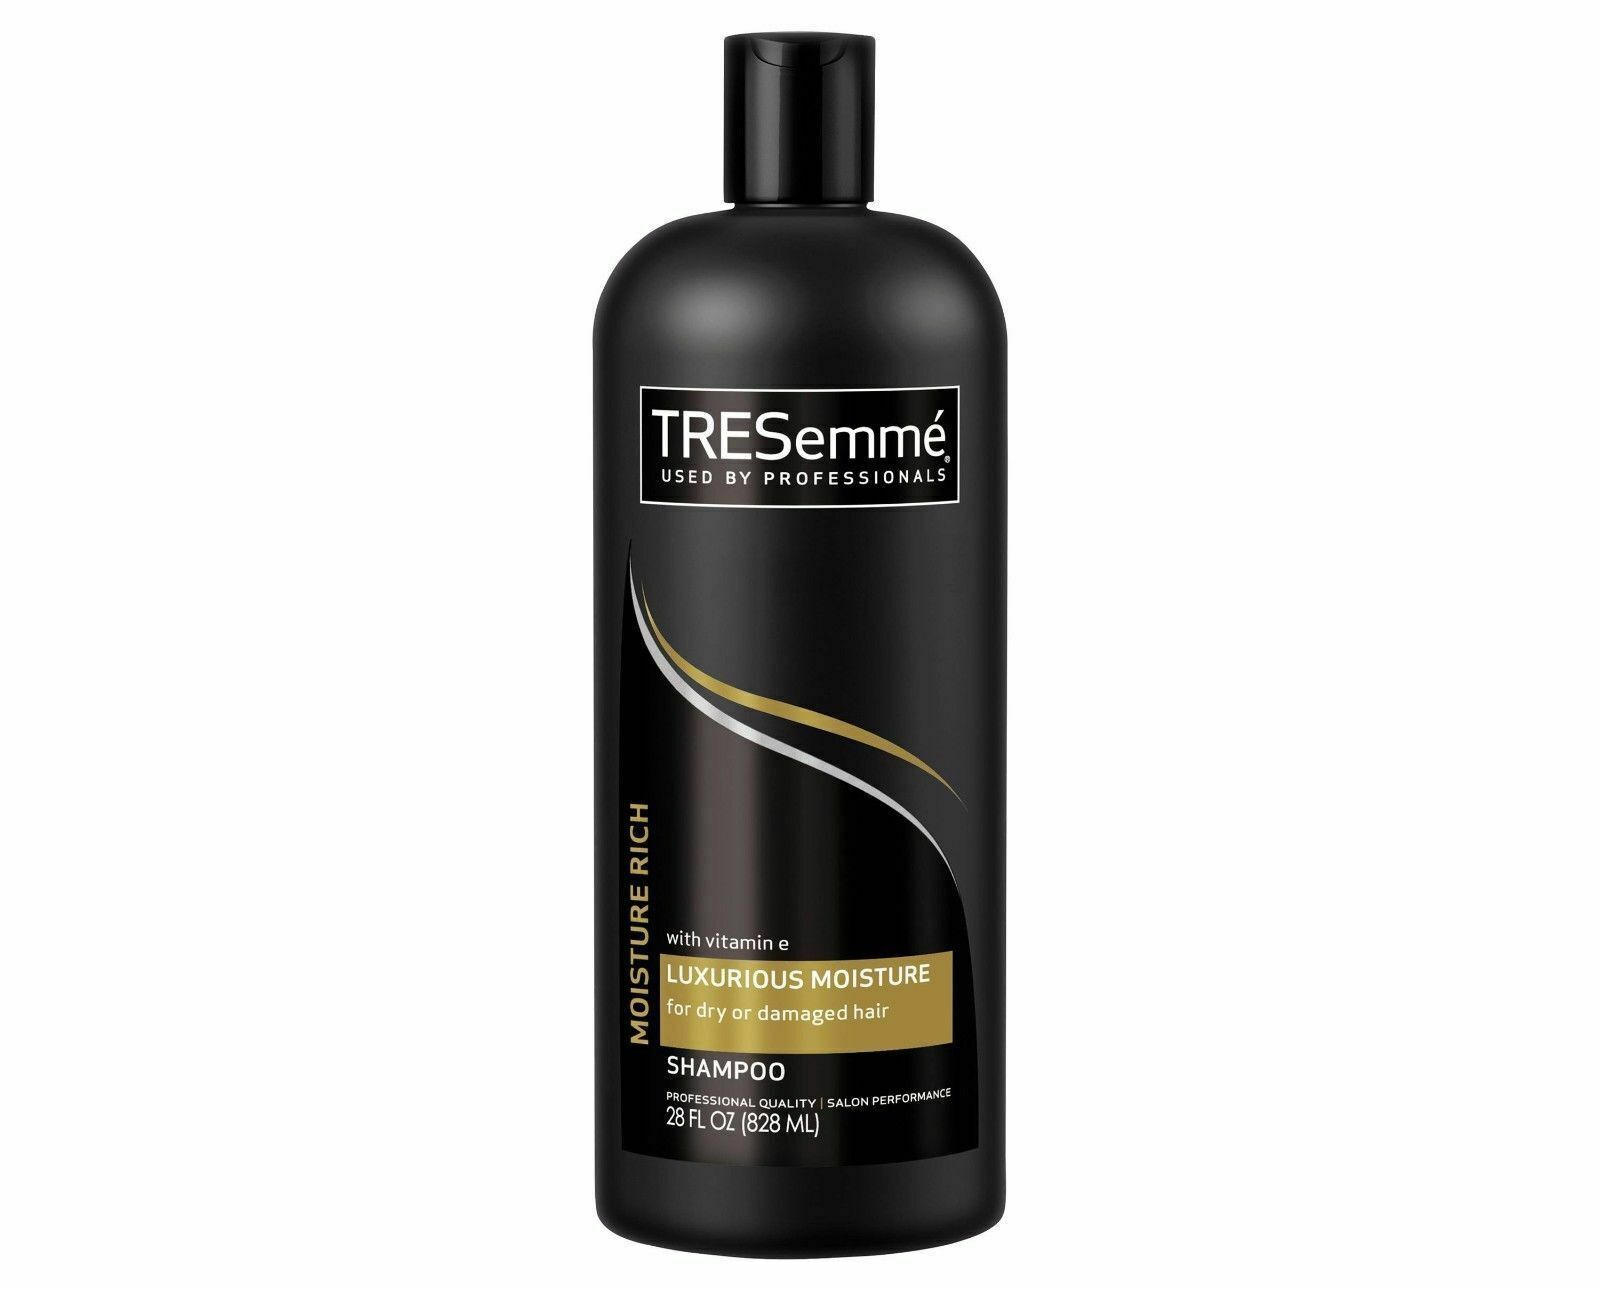 TRESemmé®
USED BY PROFESSIONALS
MOISTURE RICH
with vitamin e
LUXURIOUS MOISTURE
for dry or damaged hair
SHAMPOO
PROFESSIONAL QUALITY | SALON PERFORMANCE
28 FL OZ (828 ML)